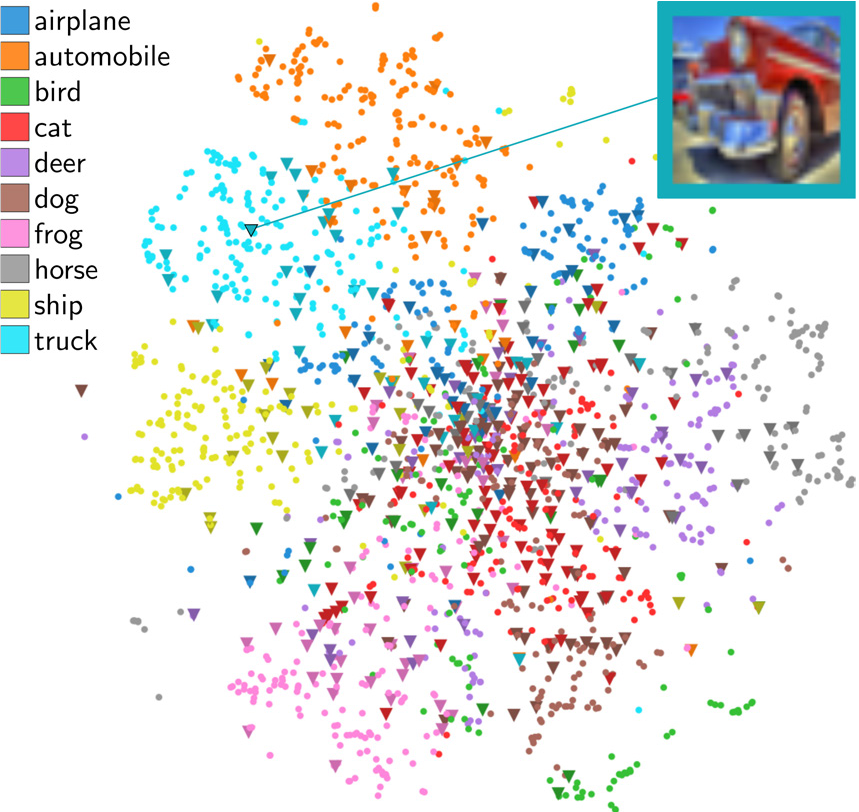 airplane
automobile
bird
cat
deer
dog
frog
horse
ship
truck